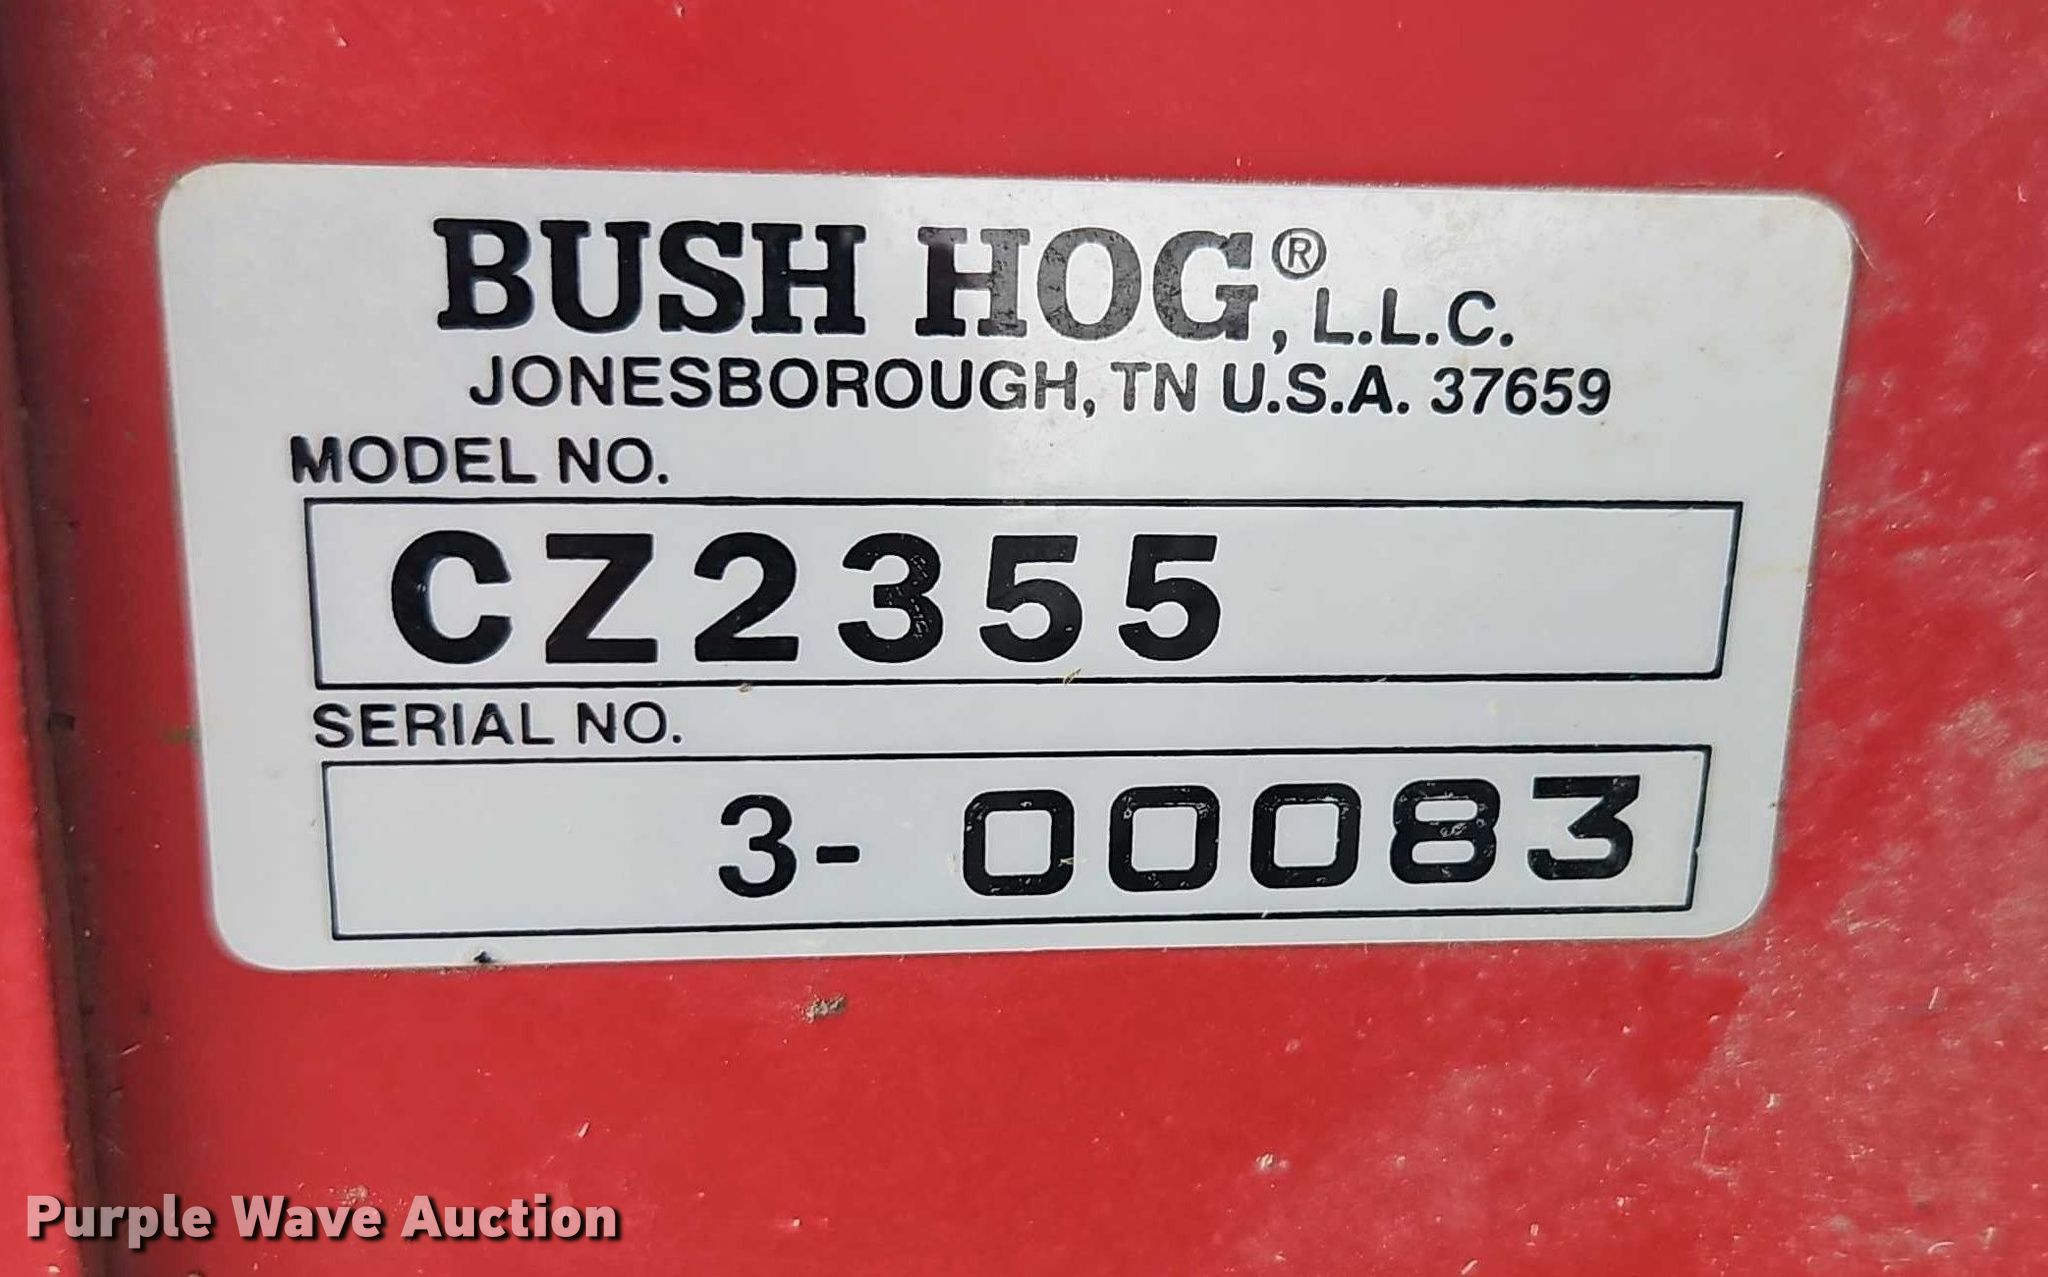 BUSH HOG®, L.L.C.
JONESBOROUGH, TN U.S.A. 37659
MODEL NO.
CZ2355
SERIAL NO.
3- 00083
Purple Wave Auction